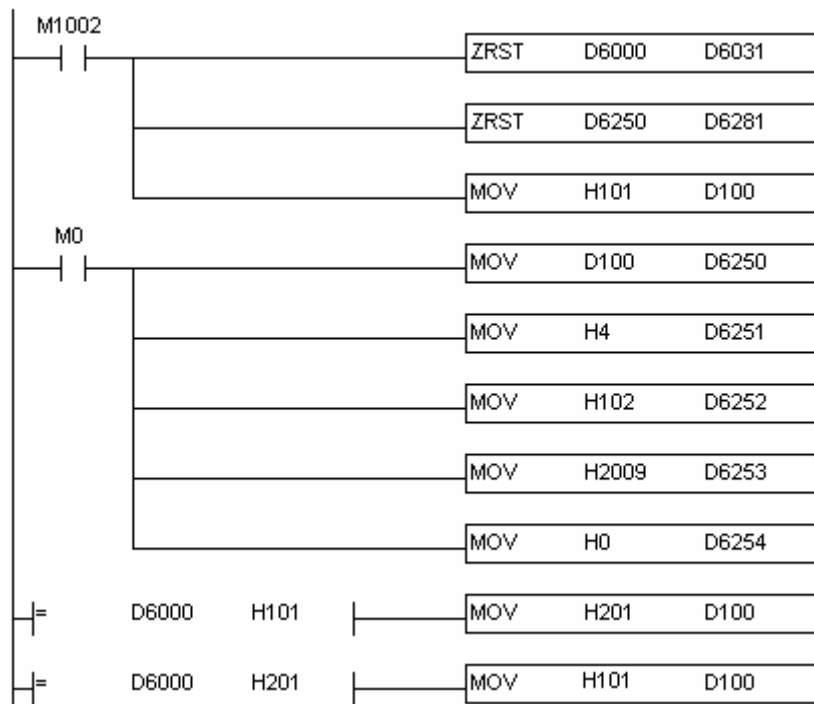 M1002
ZRST D6000 D6031
ZRST D6250 D6281
MOV H101 D100
M0
MOV D100 D6250
MOV H4 D6251
MOV H102 D6252
MOV H2009 D6253
MOV H0 D6254
= D6000 H101 MOV H201 D100
= D6000 H201 MOV H101 D100